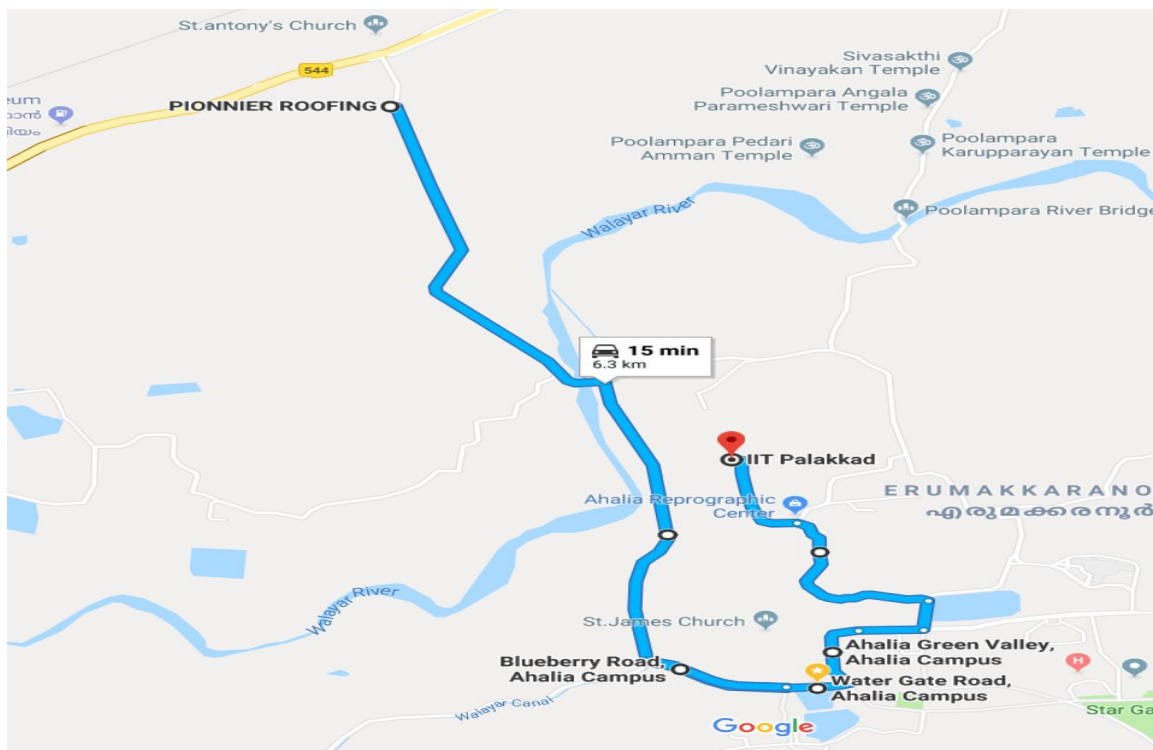 St.antony's Church
544
PIONNIER ROOFING
eum
Sivasakthi
Vinayakan Temple
Poolampara Angala
Parameshwari Temple
Poolampara Pedari
Amman Temple
Poolampara
Karupparayan Temple
Walayar River
Poolampara River Bridge
15 min
6.3 km
IIT Palakkad
Ahalia Reprographic
Center
ERUMAKKARANO
എരുമക്കരനൂർ
Walayar River
St.James Church
Blueberry Road,
Ahalia Campus
Ahalia Green Valley,
Ahalia Campus
Water Gate Road,
Ahalia Campus
H
Walayar Canal
Star Ga
Google